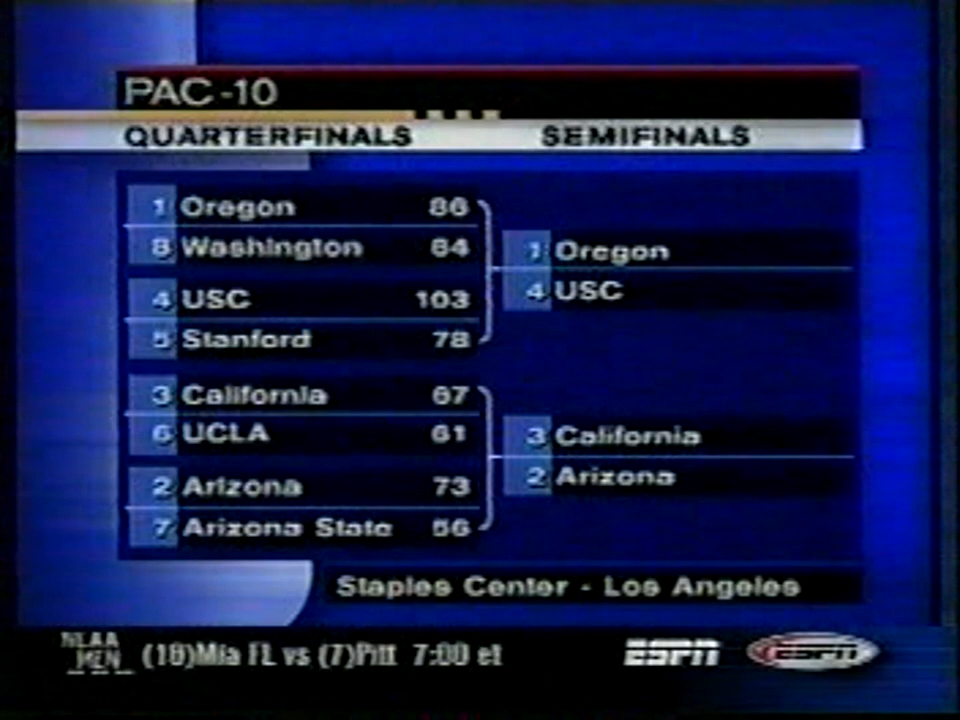 PAC-10
QUARTERFINALS SEMIFINALS
1 Oregon 86
8 Washington 64
1 Oregon
4 USC
4 USC 103
5 Stanford 78
3 California 67
6 UCLA 61
3 California
2 Arizona
2 Arizona 73
7 Arizona State 56
Staples Center - Los Angeles
NCAA
MEN
(18)Mia FL vs (7)Pitt 7:00 et
ESPN ESPN